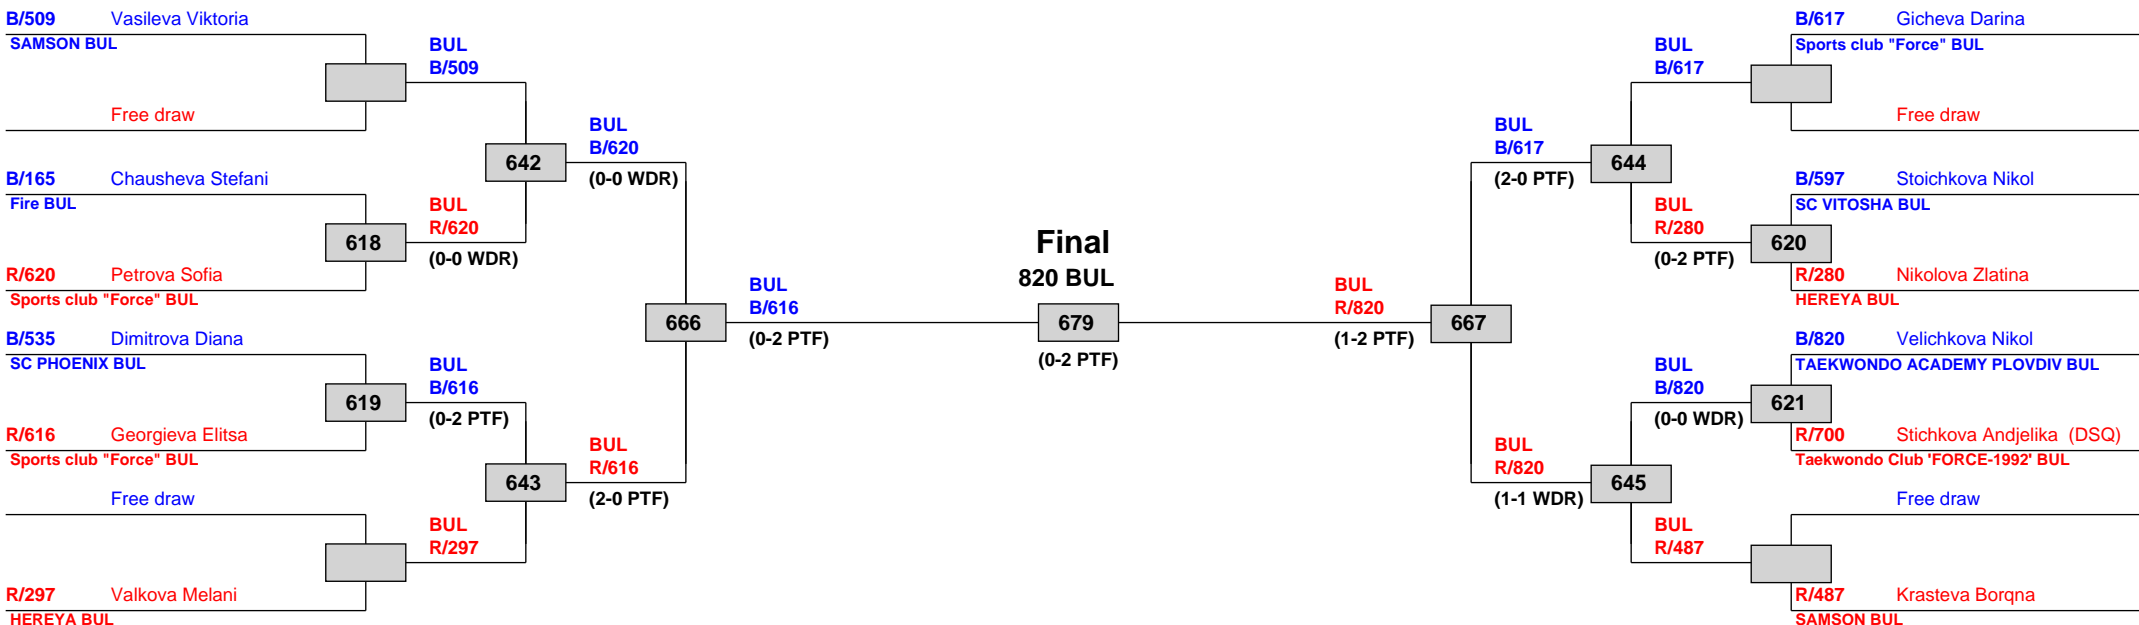 B/509 Vasileva Viktoria
SAMSON BUL
BUL
B/509
Free draw
BUL
B/620
642
(0-0 WDR)
B/165 Chausheva Stefani
Fire BUL
BUL
R/620
618
(0-0 WDR)
R/620 Petrova Sofia
Sports club "Force" BUL
BUL
B/616
666
(0-2 PTF)
B/535 Dimitrova Diana
SC PHOENIX BUL
BUL
B/616
619
(0-2 PTF)
R/616 Georgieva Elitsa
Sports club "Force" BUL
BUL
R/616
643
(2-0 PTF)
Free draw
BUL
R/297
R/297 Valkova Melani
HEREYA BUL
Final
820 BUL
679
(0-2 PTF)
BUL
R/820
667
(1-2 PTF)
B/617 Gicheva Darina
Sports club "Force" BUL
BUL
B/617
Free draw
BUL
B/617
644
(2-0 PTF)
B/597 Stoichkova Nikol
SC VITOSHA BUL
BUL
R/280
620
(0-2 PTF)
R/280 Nikolova Zlatina
HEREYA BUL
B/820 Velichkova Nikol
TAEKWONDO ACADEMY PLOVDIV BUL
BUL
B/820
621
(0-0 WDR)
R/700 Stichkova Andjelika (DSQ)
Taekwondo Club 'FORCE-1992' BUL
BUL
R/820
645
(1-1 WDR)
Free draw
BUL
R/487
R/487 Krasteva Borqna
SAMSON BUL